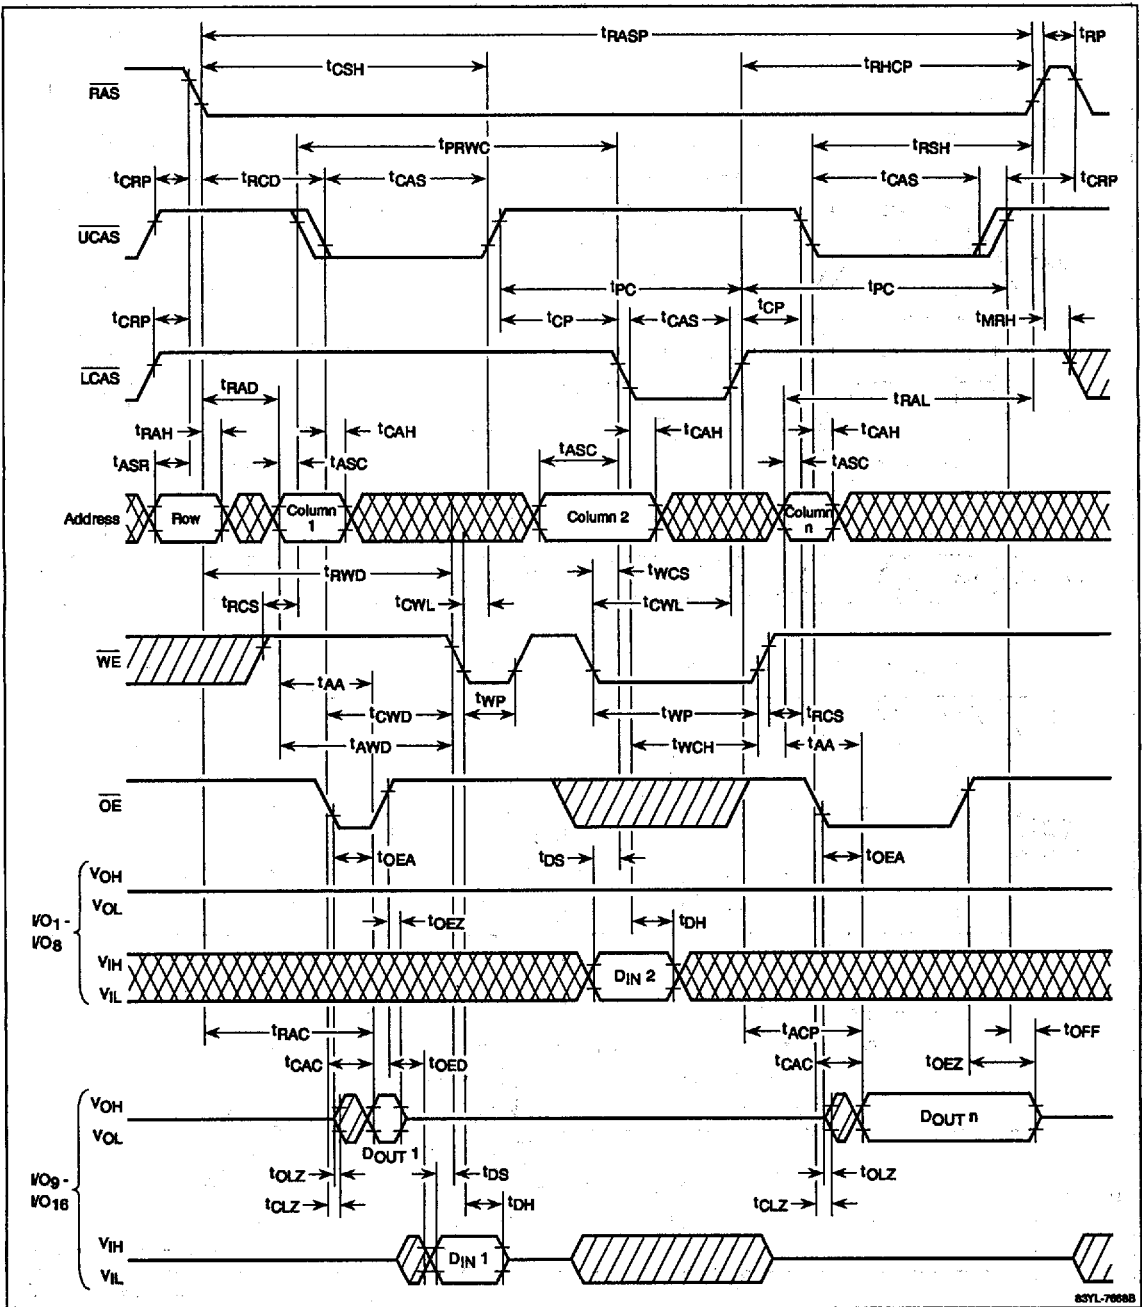 tRASP
tRP
tCSH
tRHCP
RAS
tPRWC
tRSH
tCRP
tRCD
tCAS
tCAS
tCRP
UCAS
tPC
tPC
tCRP
tCP
tCAS
tCP
tMRH
LCAS
tRAD
tRAL
tRAH
tCAH
tCAH
tCAH
tASR
tASC
tASC
tASC
Address
Row
Column 1
Column 2
Column n
tRWD
tWCS
tRCS
tCWL
tCWL
WE
tAA
tWP
tCWD
tWP
tRCS
tAWD
tWCH
tAA
OE
tOEA
tDS
tOEA
VOH
VOL
I/O1 -
I/O8
tOEZ
tDH
VIH
VIL
DIN 2
tRAC
tACP
tOFF
tCAC
tOED
tCAC
tOEZ
VOH
VOL
DOUT n
DOUT 1
tOLZ
tDS
tOLZ
I/O9 -
I/O16
tCLZ
tDH
tCLZ
VIH
VIL
DIN 1
83YL-7668B